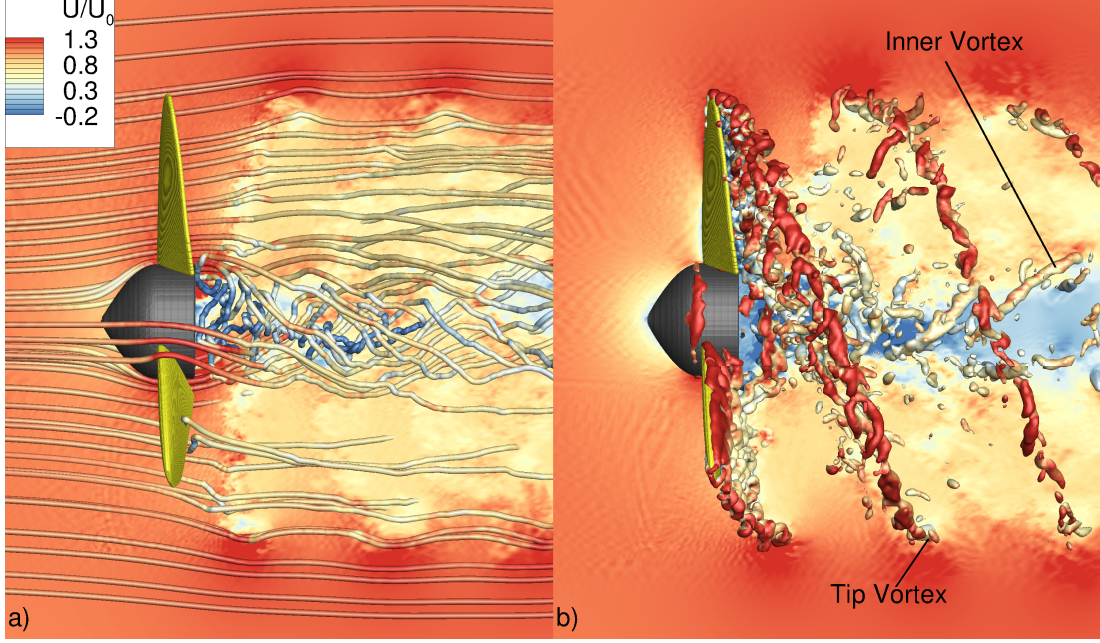 U/U₀
1.3
0.8
0.3
-0.2
Inner Vortex
Tip Vortex
a)
b)